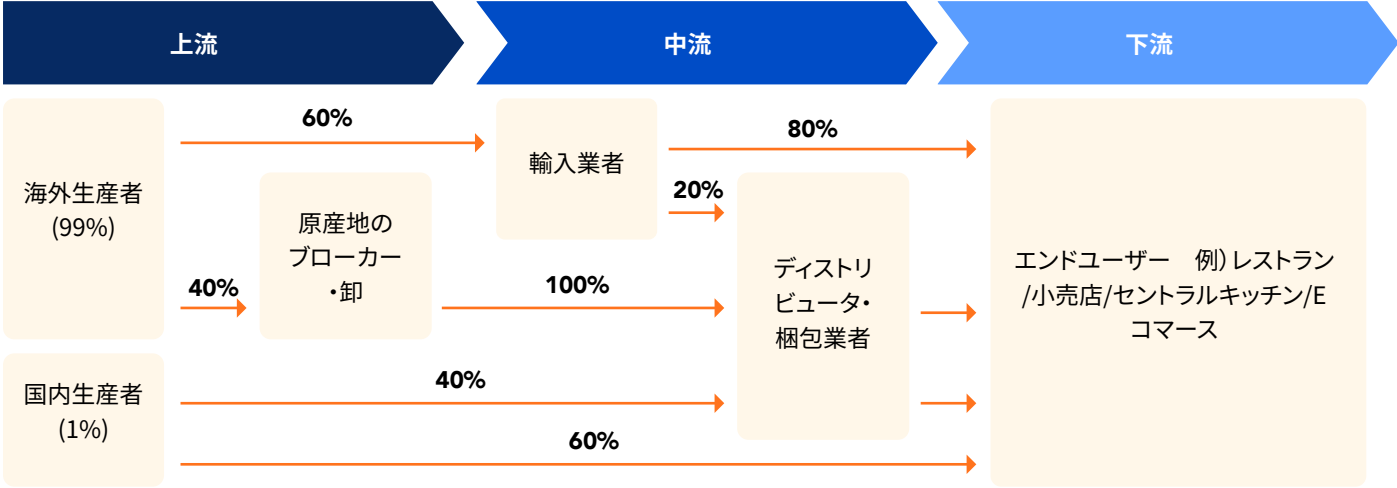 上流
中流
下流
海外生産者
(99%)
60%
40%
原産地の
ブローカー
・卸
輸入業者
80%
20%
100%
ディストリ
ビュータ・
梱包業者
エンドユーザー　例）レストラン
/小売店/セントラルキッチン/E
コマース
国内生産者
(1%)
40%
60%